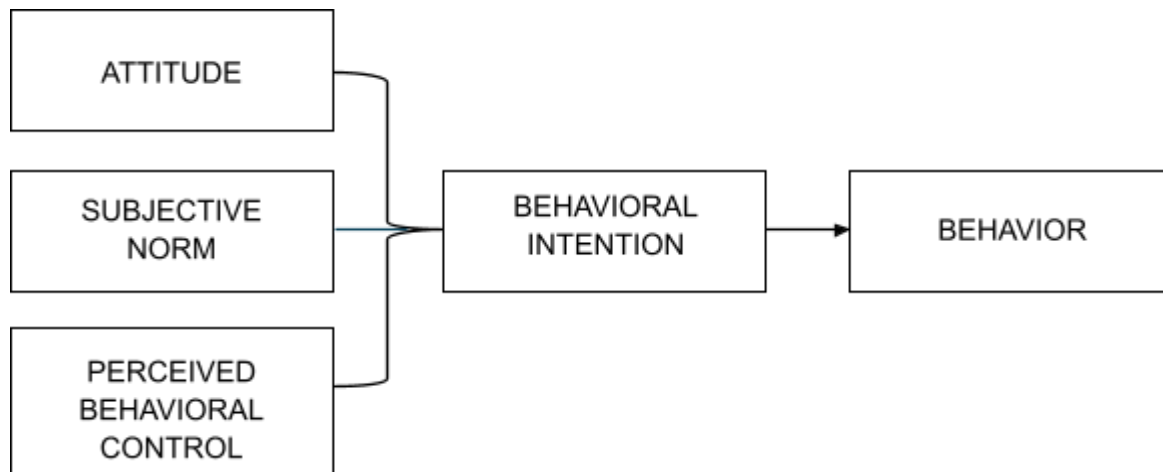 ATTITUDE
SUBJECTIVE
NORM
PERCEIVED
BEHAVIORAL
CONTROL
BEHAVIORAL
INTENTION
BEHAVIOR